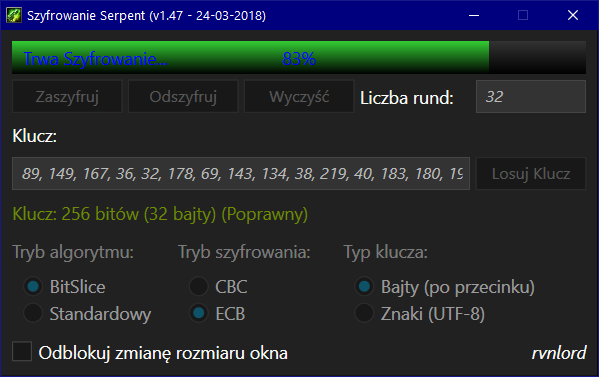 Szyfrowanie Serpent (v1.47 - 24-03-2018)
Trwa Szyfrowanie... 83%
Zaszyfruj Odszyfruj Wyczyść Liczba rund: 32
Klucz:
89, 149, 167, 36, 32, 178, 69, 143, 134, 38, 219, 40, 183, 180, 19 Losuj Klucz
Klucz: 256 bitów (32 bajty) (Poprawny)
Tryb algorytmu: Tryb szyfrowania: Typ klucza:
BitSlice CBC Bajty (po przecinku)
Standardowy ECB Znaki (UTF-8)
Odblokuj zmianę rozmiaru okna rvnlord